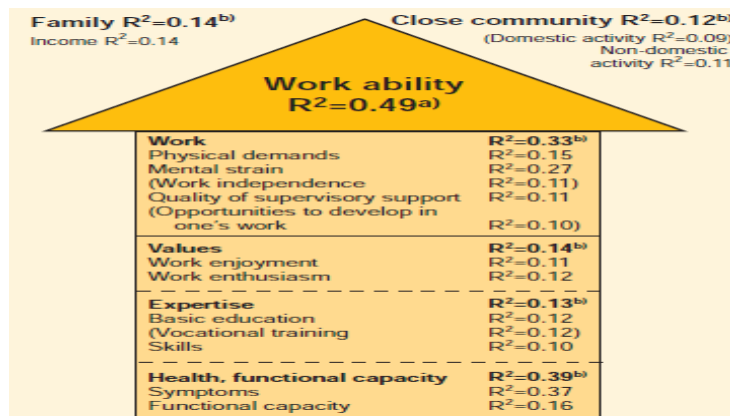 Family R²=0.14ᵇ⁾
Income R²=0.14
Close community R²=0.12ᵇ⁾
(Domestic activity R²=0.09)
Non-domestic
activity R²=0.11
Work ability
R²=0.49ᵃ⁾
Work R²=0.33ᵇ⁾
Physical demands R²=0.15
Mental strain R²=0.27
(Work independence R²=0.11)
Quality of supervisory support R²=0.11
(Opportunities to develop in
one's work R²=0.10)
Values R²=0.14ᵇ⁾
Work enjoyment R²=0.11
Work enthusiasm R²=0.12
Expertise R²=0.13ᵇ⁾
Basic education R²=0.12
(Vocational training R²=0.12)
Skills R²=0.10
Health, functional capacity R²=0.39ᵇ⁾
Symptoms R²=0.37
Functional capacity R²=0.16